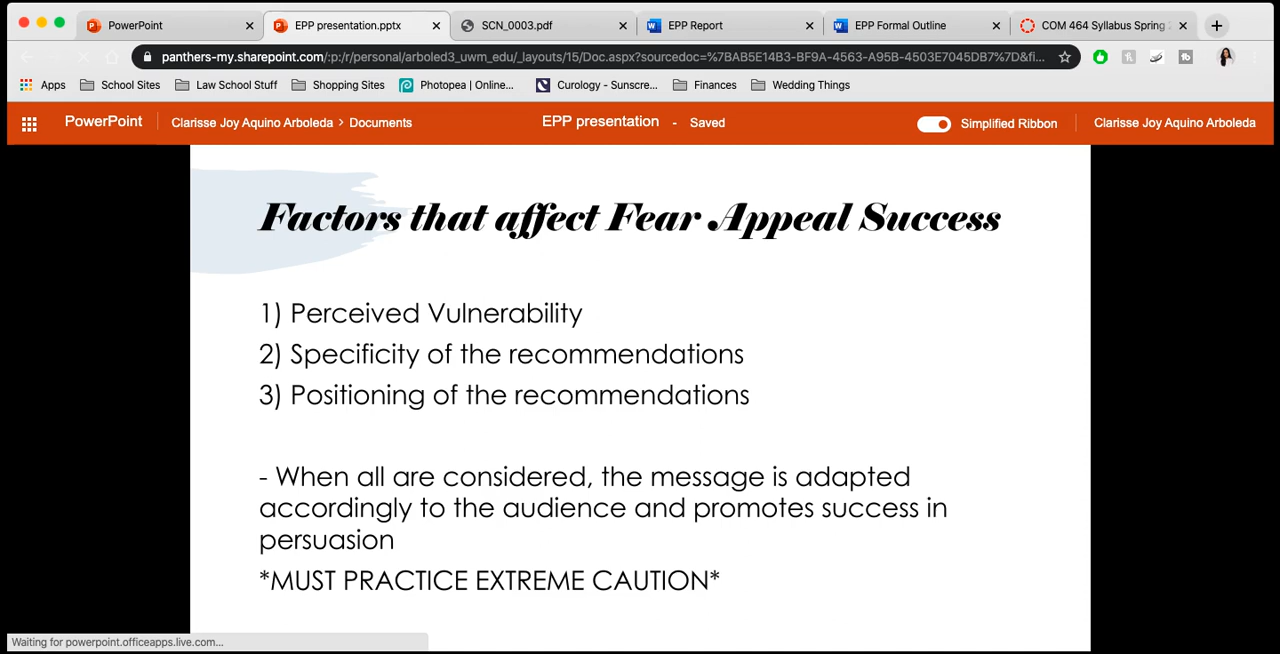 PowerPoint
EPP presentation.pptx
SCN_0003.pdf
EPP Report
EPP Formal Outline
COM 464 Syllabus Spring
panthers-my.sharepoint.com/:p:/r/personal/arboled3_uwm_edu/_layouts/15/Doc.aspx?sourcedoc=%7BAB5E14B3-BF9A-4563-A95B-4503E7045DB7%7D&fi...
Apps School Sites Law School Stuff Shopping Sites Photopea | Online... Curology - Sunscre... Finances Wedding Things
PowerPoint Clarisse Joy Aquino Arboleda > Documents EPP presentation - Saved Simplified Ribbon Clarisse Joy Aquino Arboleda
Factors that affect Fear Appeal Success
1) Perceived Vulnerability
2) Specificity of the recommendations
3) Positioning of the recommendations
- When all are considered, the message is adapted
accordingly to the audience and promotes success in
persuasion
*MUST PRACTICE EXTREME CAUTION*
Waiting for powerpoint.officeapps.live.com...